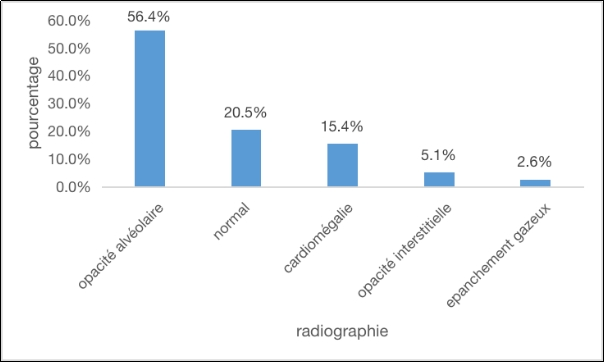 60.0%
50.0%
40.0%
30.0%
20.0%
10.0%
0.0%
pourcentage
56.4%
20.5%
15.4%
5.1%
2.6%
opacité alvéolaire
normal
cardiomégalie
opacité interstitielle
epanchement gazeux
radiographie